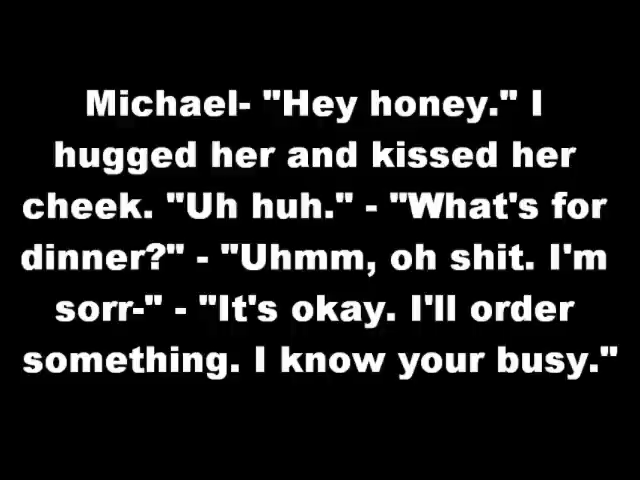 Michael- "Hey honey." I
hugged her and kissed her
cheek. "Uh huh." - "What's for
dinner?" - "Uhmm, oh shit. I'm
sorr-" - "It's okay. I'll order
something. I know your busy."